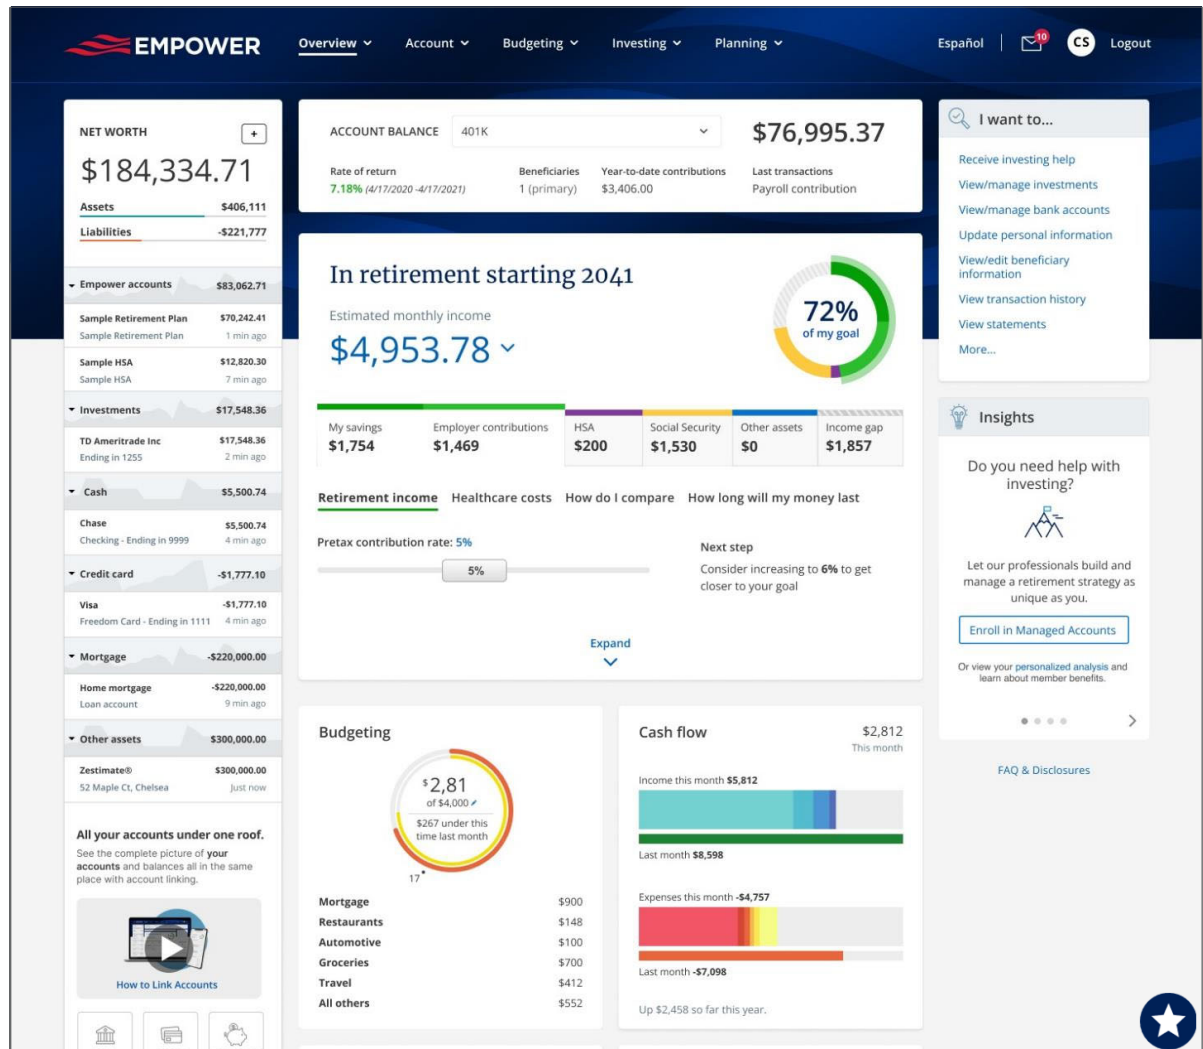 EMPOWER
Overview
Account
Budgeting
Investing
Planning
Español
10
CS
Logout
NET WORTH
+
$184,334.71
Assets $406,111
Liabilities -$221,777
Empower accounts $83,062.71
Sample Retirement Plan $70,242.41
Sample Retirement Plan 1 min ago
Sample HSA $12,820.30
Sample HSA 7 min ago
Investments $17,548.36
TD Ameritrade Inc $17,548.36
Ending in 1255 2 min ago
Cash $5,500.74
Chase $5,500.74
Checking - Ending in 9999 4 min ago
Credit card -$1,777.10
Visa -$1,777.10
Freedom Card - Ending in 1111 4 min ago
Mortgage -$220,000.00
Home mortgage -$220,000.00
Loan account 9 min ago
Other assets $300,000.00
Zestimate® $300,000.00
52 Maple Ct, Chelsea Just now
All your accounts under one roof.
See the complete picture of your
accounts and balances all in the same
place with account linking.
How to Link Accounts
ACCOUNT BALANCE 401K $76,995.37
Rate of return Beneficiaries Year-to-date contributions Last transactions
7.18% (4/17/2020 -4/17/2021) 1 (primary) $3,406.00 Payroll contribution
In retirement starting 2041
Estimated monthly income
$4,953.78
72%
of my goal
My savings Employer contributions HSA Social Security Other assets Income gap
$1,754 $1,469 $200 $1,530 $0 $1,857
Retirement income Healthcare costs How do I compare How long will my money last
Pretax contribution rate: 5%
5%
Next step
Consider increasing to 6% to get
closer to your goal
Expand
Budgeting
$2,81
of $4,000
$267 under this
time last month
17
Mortgage $900
Restaurants $148
Automotive $100
Groceries $700
Travel $412
All others $552
Cash flow $2,812
This month
Income this month $5,812
Last month $8,598
Expenses this month -$4,757
Last month -$7,098
Up $2,458 so far this year.
I want to...
Receive investing help
View/manage investments
View/manage bank accounts
Update personal information
View/edit beneficiary
information
View transaction history
View statements
More...
Insights
Do you need help with
investing?
Let our professionals build and
manage a retirement strategy as
unique as you.
Enroll in Managed Accounts
Or view your personalized analysis and
learn about member benefits.
FAQ & Disclosures